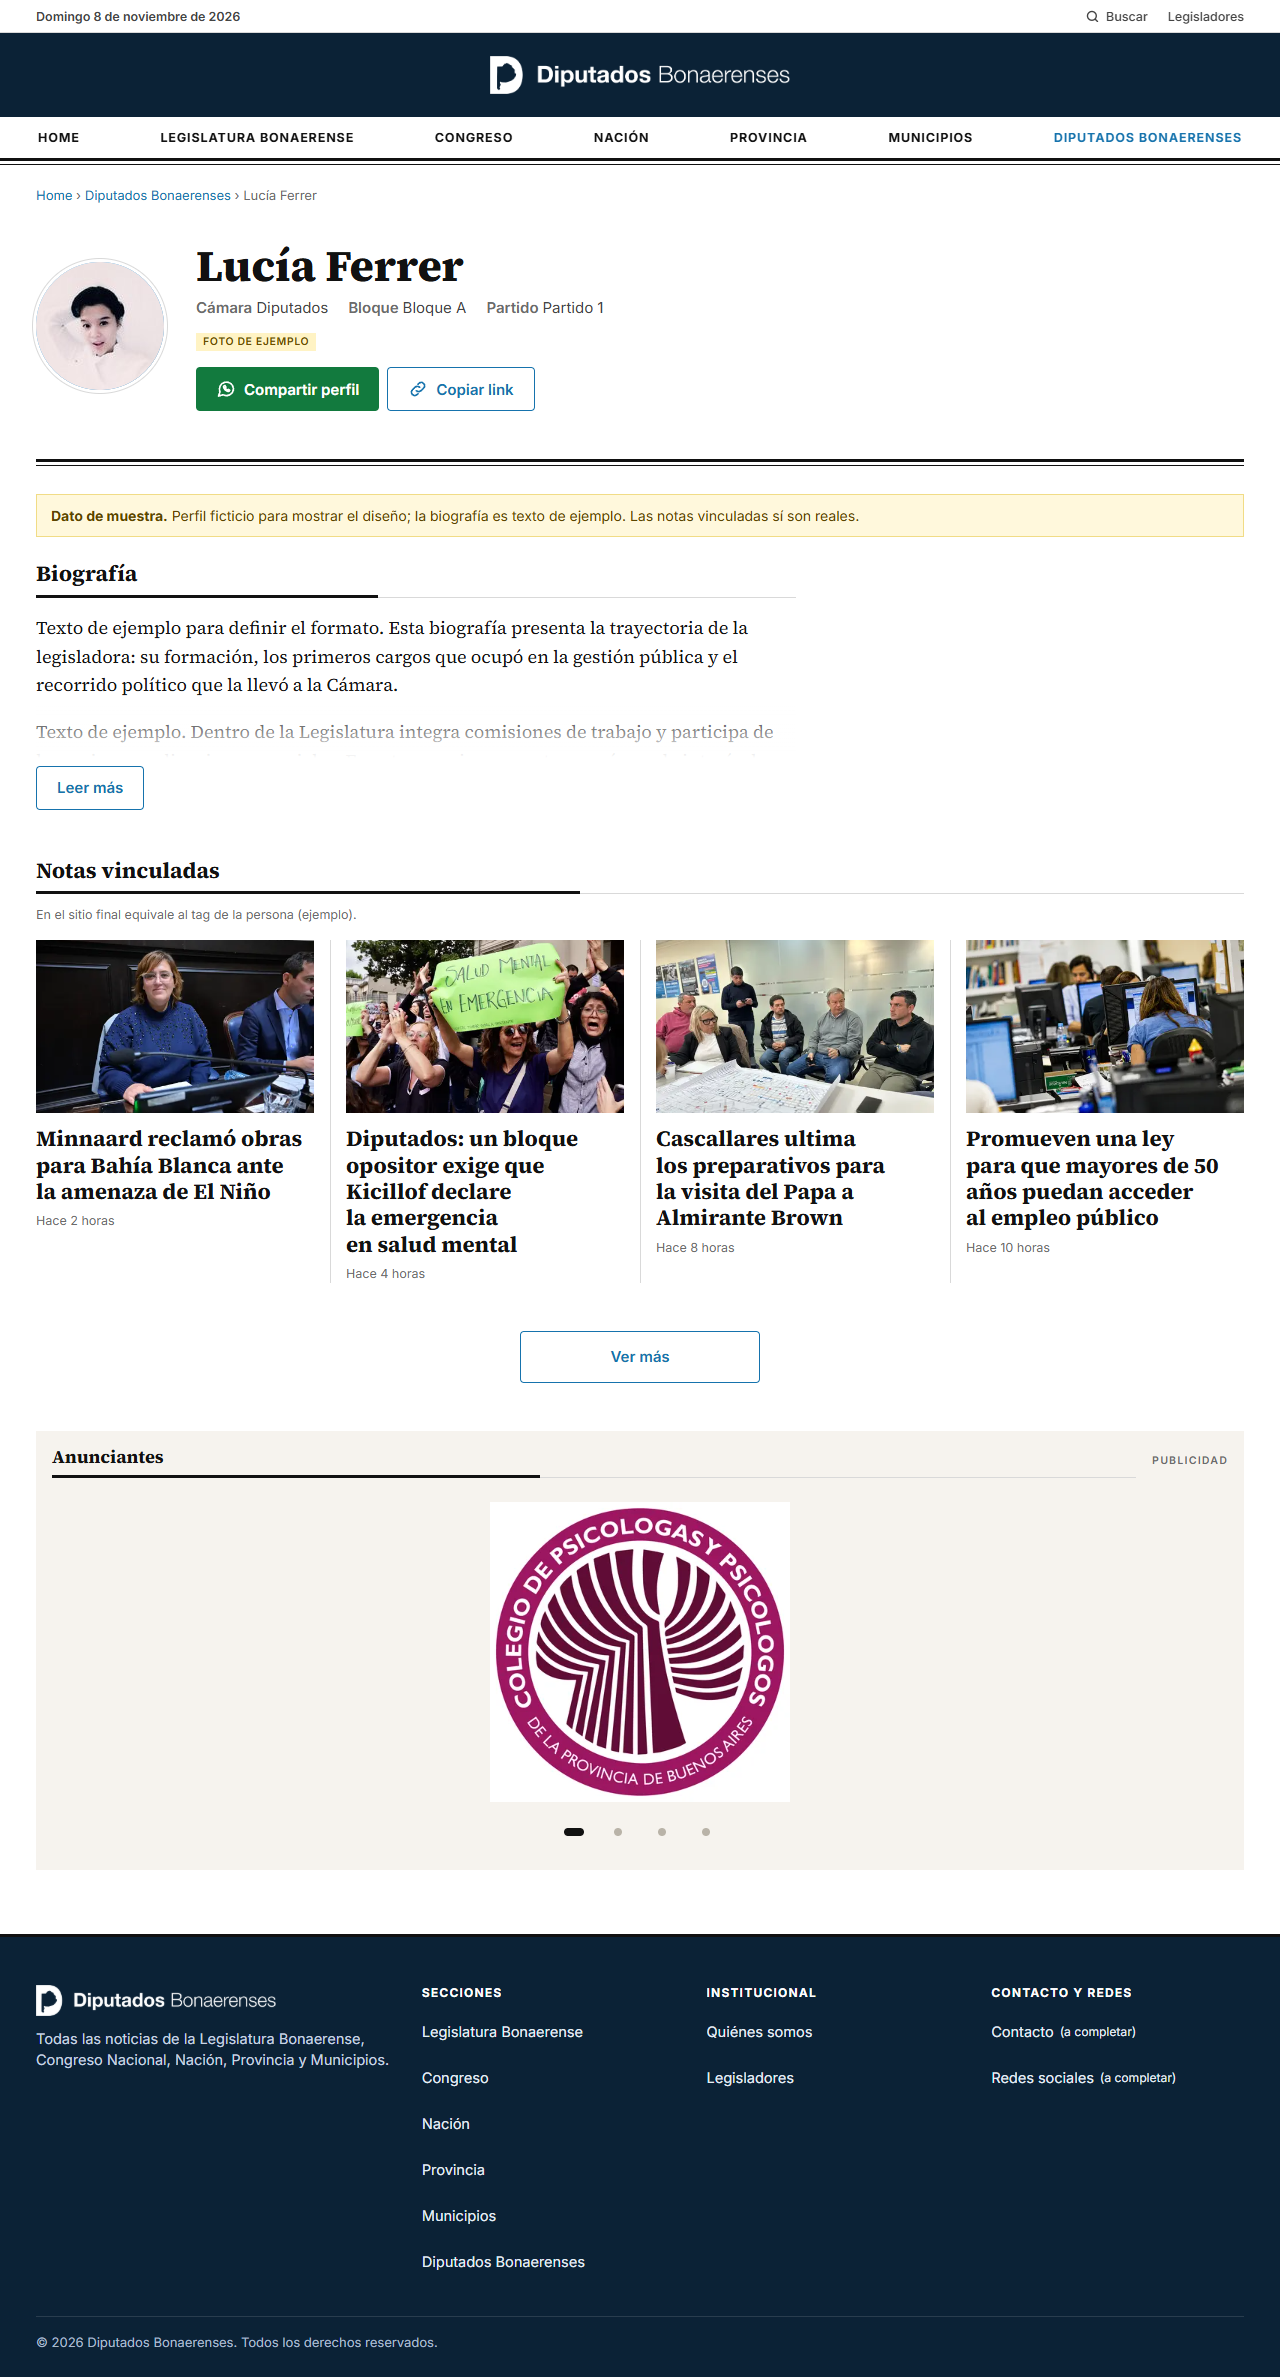 Domingo 8 de noviembre de 2026
Buscar
Legisladores
Diputados Bonaerenses
HOME
LEGISLATURA BONAERENSE
CONGRESO
NACIÓN
PROVINCIA
MUNICIPIOS
DIPUTADOS BONAERENSES
Home › Diputados Bonaerenses › Lucía Ferrer
Lucía Ferrer
Cámara Diputados Bloque Bloque A Partido Partido 1
FOTO DE EJEMPLO
Compartir perfil
Copiar link
Dato de muestra. Perfil ficticio para mostrar el diseño; la biografía es texto de ejemplo. Las notas vinculadas sí son reales.
Biografía
Texto de ejemplo para definir el formato. Esta biografía presenta la trayectoria de la
legisladora: su formación, los primeros cargos que ocupó en la gestión pública y el
recorrido político que la llevó a la Cámara.
Texto de ejemplo. Dentro de la Legislatura integra comisiones de trabajo y participa de
Leer más
Notas vinculadas
En el sitio final equivale al tag de la persona (ejemplo).
SALUD MENTAL
EN EMERGENCIA
Minnaard reclamó obras
para Bahía Blanca ante
la amenaza de El Niño
Hace 2 horas
Diputados: un bloque
opositor exige que
Kicillof declare
la emergencia
en salud mental
Hace 4 horas
Cascallares ultima
los preparativos para
la visita del Papa a
Almirante Brown
Hace 8 horas
Promueven una ley
para que mayores de 50
años puedan acceder
al empleo público
Hace 10 horas
Ver más
Anunciantes
PUBLICIDAD
COLEGIO DE PSICOLOGAS Y PSICOLOGOS
DE LA PROVINCIA DE BUENOS AIRES
Diputados Bonaerenses
Todas las noticias de la Legislatura Bonaerense,
Congreso Nacional, Nación, Provincia y Municipios.
SECCIONES
Legislatura Bonaerense
Congreso
Nación
Provincia
Municipios
Diputados Bonaerenses
INSTITUCIONAL
Quiénes somos
Legisladores
CONTACTO Y REDES
Contacto (a completar)
Redes sociales (a completar)
© 2026 Diputados Bonaerenses. Todos los derechos reservados.